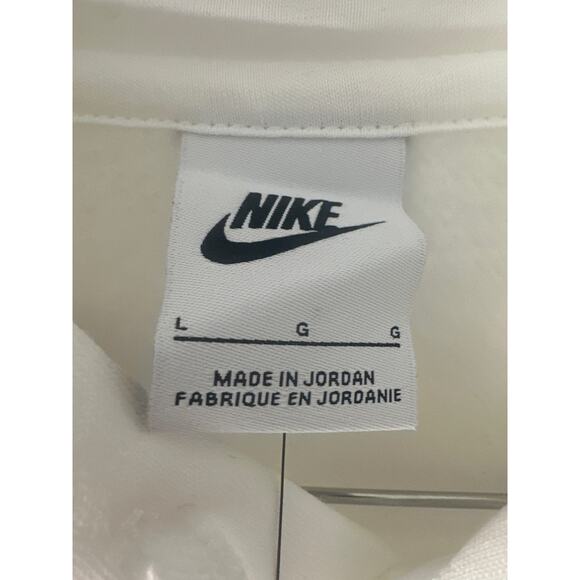 NIKE
L G G
MADE IN JORDAN
FABRIQUE EN JORDANIE